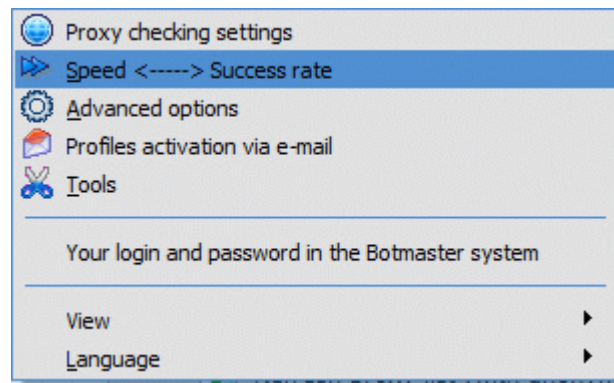 Proxy checking settings
Speed <-----> Success rate
Advanced options
Profiles activation via e-mail
Tools
Your login and password in the Botmaster system
View
Language